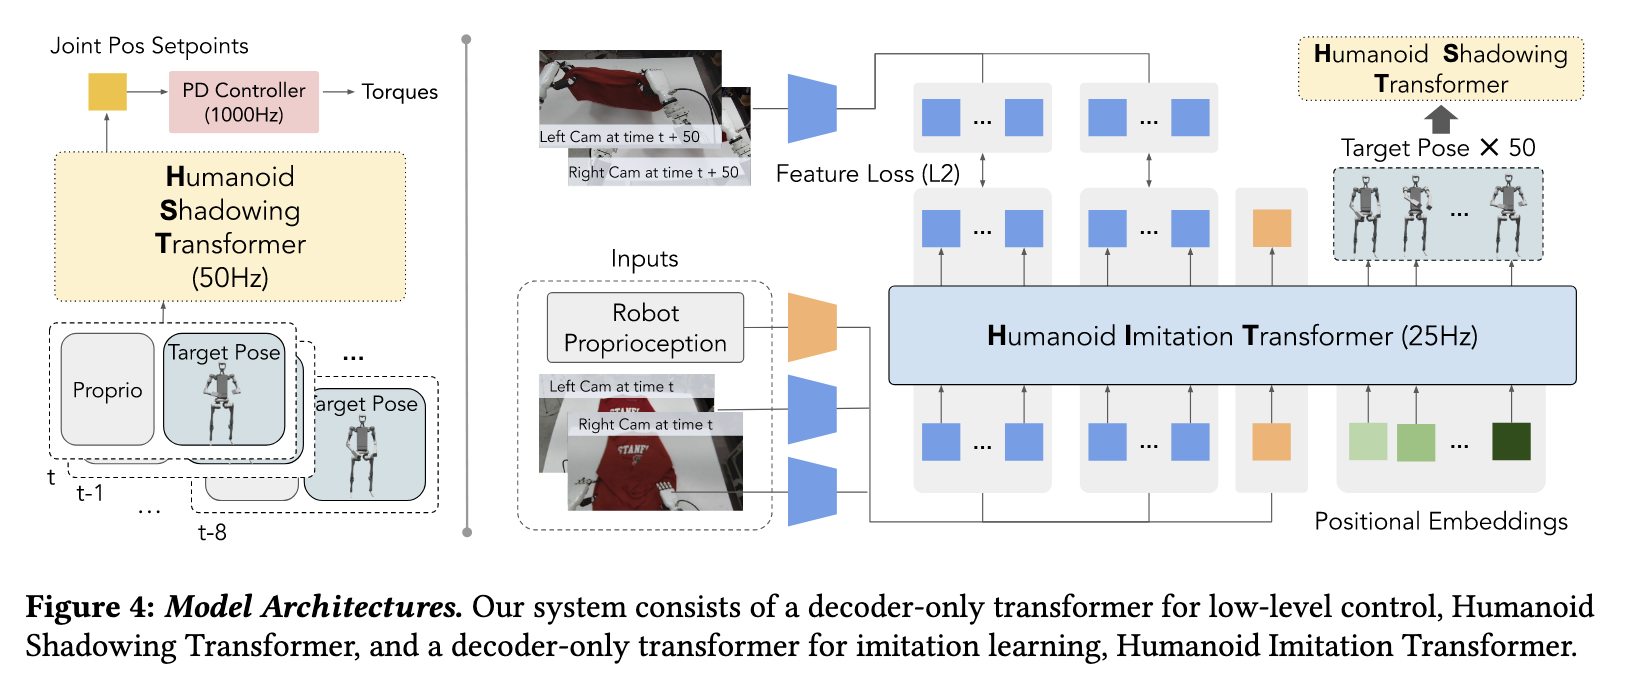 Joint Pos Setpoints
PD Controller
(1000Hz)
Torques
Humanoid
Shadowing
Transformer
(50Hz)
Proprio
Target Pose
...
arget Pose
t
t-1
...
t-8
Left Cam at time t + 50
Right Cam at time t + 50
Feature Loss (L2)
...
...
...
...
Humanoid Shadowing
Transformer
Target Pose × 50
...
Inputs
Robot
Proprioception
Left Cam at time t
Right Cam at time t
STANF
Humanoid Imitation Transformer (25Hz)
...
...
...
Positional Embeddings
Figure 4: Model Architectures. Our system consists of a decoder-only transformer for low-level control, Humanoid
Shadowing Transformer, and a decoder-only transformer for imitation learning, Humanoid Imitation Transformer.